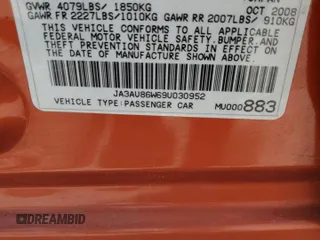 GVWR 4079LBS/ 1850KG OCT 2008
GAWR FR 2227LBS/1010KG GAWR RR 2007LBS/ 910KG
THIS VEHICLE CONFORMS TO ALL APPLICABLE
FEDERAL MOTOR VEHICLE SAFETY, BUMPER, AND
THEFT PREVENTION STANDARDS IN EFFECT ON THE
DATE OF MANUFACTURE SHOWN ABOVE.
JA3AU86W69U030952
VEHICLE TYPE:PASSENGER CAR MU000883
DREAMBID